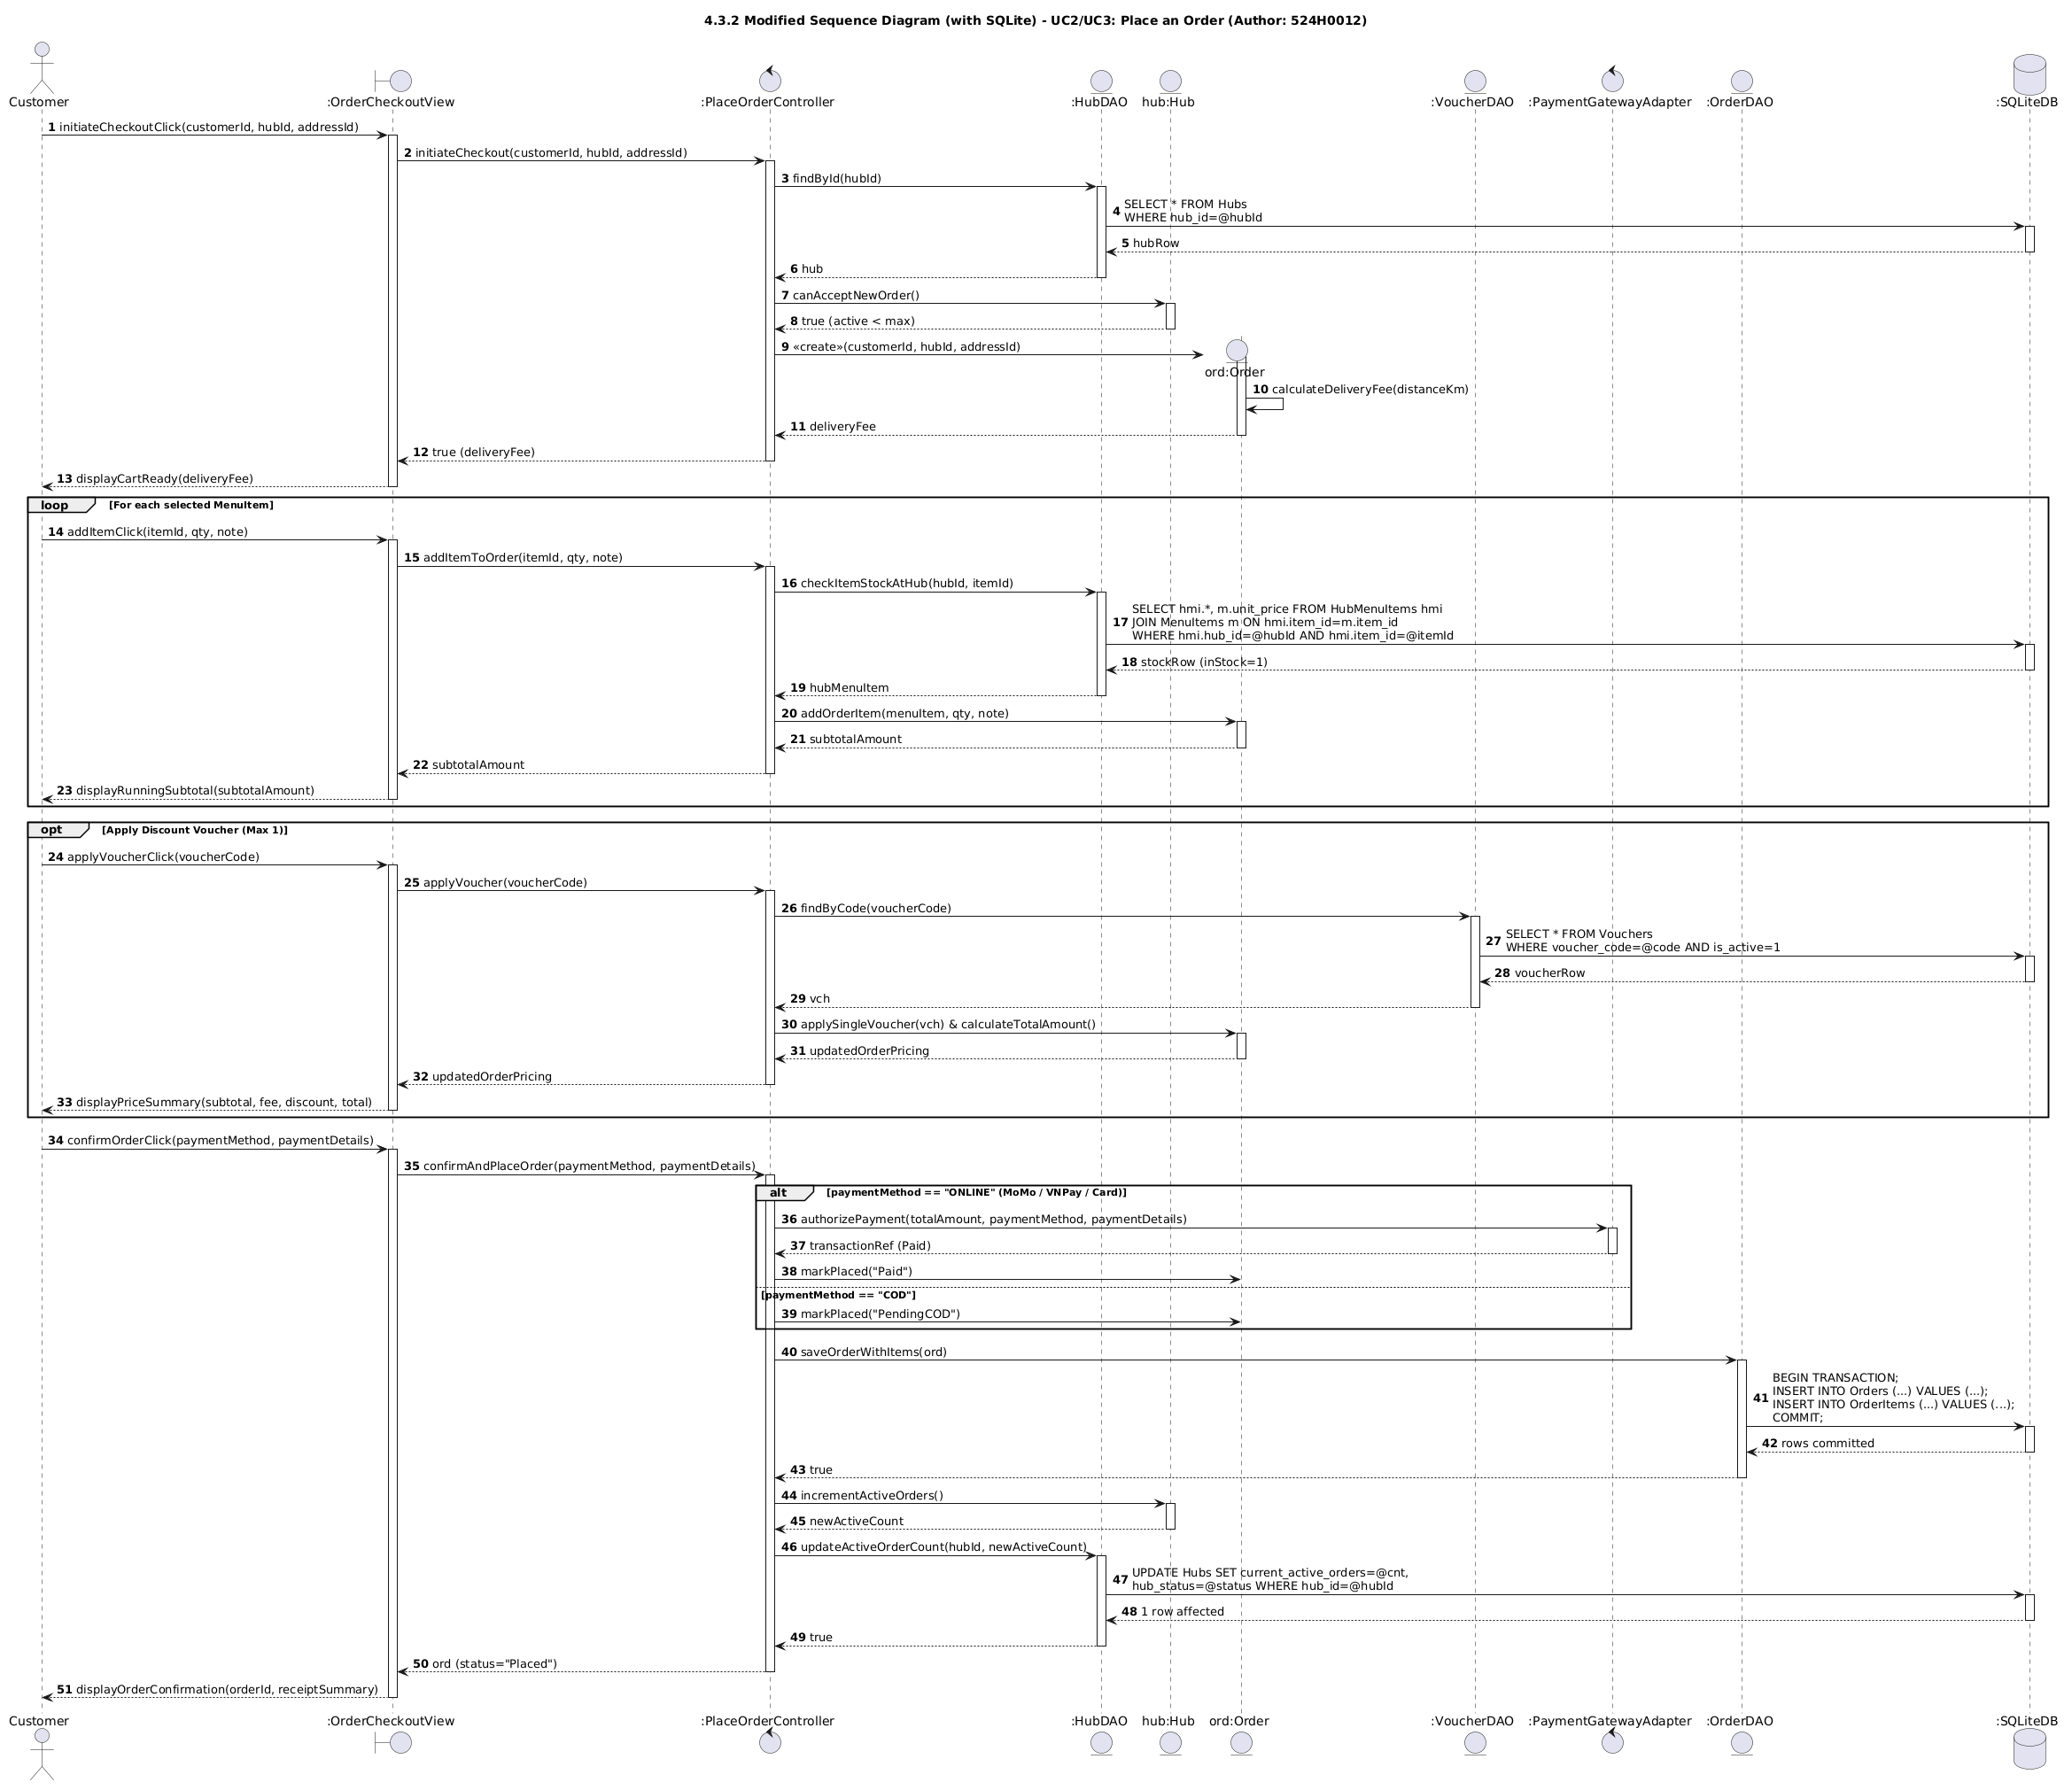 4.3.2 Modified Sequence Diagram (with SQLite) - UC2/UC3: Place an Order (Author: 524H0012)
Customer
:OrderCheckoutView
:PlaceOrderController
:HubDAO
hub:Hub
:VoucherDAO
:PaymentGatewayAdapter
:OrderDAO
:SQLiteDB
1 initiateCheckoutClick(customerId, hubId, addressId)
2 initiateCheckout(customerId, hubId, addressId)
3 findById(hubId)
4 SELECT * FROM Hubs
WHERE hub_id=@hubId
5 hubRow
6 hub
7 canAcceptNewOrder()
8 true (active < max)
9 «create»(customerId, hubId, addressId)
ord:Order
10 calculateDeliveryFee(distanceKm)
11 deliveryFee
12 true (deliveryFee)
13 displayCartReady(deliveryFee)
loop [For each selected MenuItem]
14 addItemClick(itemId, qty, note)
15 addItemToOrder(itemId, qty, note)
16 checkItemStockAtHub(hubId, itemId)
17 SELECT hmi.*, m.unit_price FROM HubMenuItems hmi
JOIN MenuItems m ON hmi.item_id=m.item_id
WHERE hmi.hub_id=@hubId AND hmi.item_id=@itemId
18 stockRow (inStock=1)
19 hubMenuItem
20 addOrderItem(menuItem, qty, note)
21 subtotalAmount
22 subtotalAmount
23 displayRunningSubtotal(subtotalAmount)
opt [Apply Discount Voucher (Max 1)]
24 applyVoucherClick(voucherCode)
25 applyVoucher(voucherCode)
26 findByCode(voucherCode)
27 SELECT * FROM Vouchers
WHERE voucher_code=@code AND is_active=1
28 voucherRow
29 vch
30 applySingleVoucher(vch) & calculateTotalAmount()
31 updatedOrderPricing
32 updatedOrderPricing
33 displayPriceSummary(subtotal, fee, discount, total)
34 confirmOrderClick(paymentMethod, paymentDetails)
35 confirmAndPlaceOrder(paymentMethod, paymentDetails)
alt [paymentMethod == "ONLINE" (MoMo / VNPay / Card)]
36 authorizePayment(totalAmount, paymentMethod, paymentDetails)
37 transactionRef (Paid)
38 markPlaced("Paid")
[paymentMethod == "COD"]
39 markPlaced("PendingCOD")
40 saveOrderWithItems(ord)
41 BEGIN TRANSACTION;
INSERT INTO Orders (...) VALUES (...);
INSERT INTO OrderItems (...) VALUES (...);
COMMIT;
42 rows committed
43 true
44 incrementActiveOrders()
45 newActiveCount
46 updateActiveOrderCount(hubId, newActiveCount)
47 UPDATE Hubs SET current_active_orders=@cnt,
hub_status=@status WHERE hub_id=@hubId
48 1 row affected
49 true
50 ord (status="Placed")
51 displayOrderConfirmation(orderId, receiptSummary)
Customer
:OrderCheckoutView
:PlaceOrderController
:HubDAO
hub:Hub
ord:Order
:VoucherDAO
:PaymentGatewayAdapter
:OrderDAO
:SQLiteDB